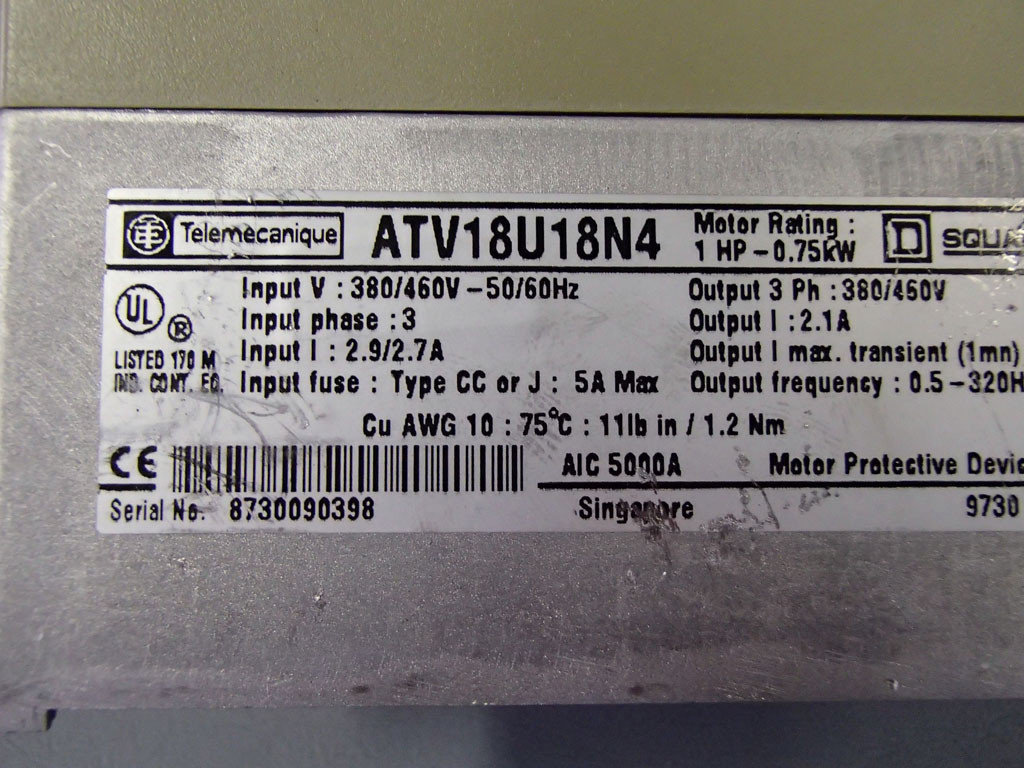 Telemecanique ATV18U18N4 Motor Rating : SQUA
1 HP - 0.75kW
Input V : 380/460V - 50/60Hz Output 3 Ph : 380/460V
UL ® Input phase : 3 Output I : 2.1A
LISTED 170 M Input I : 2.9/2.7A Output I max. transient (1mn)
IND. CONT. EQ. Input fuse : Type CC or J : 5A Max Output frequency : 0.5 - 320H
Cu AWG 10 : 75°C : 11lb in / 1.2 Nm
CE AIC 5000A Motor Protective Devic
Serial No. 8730090398 Singapore 9730